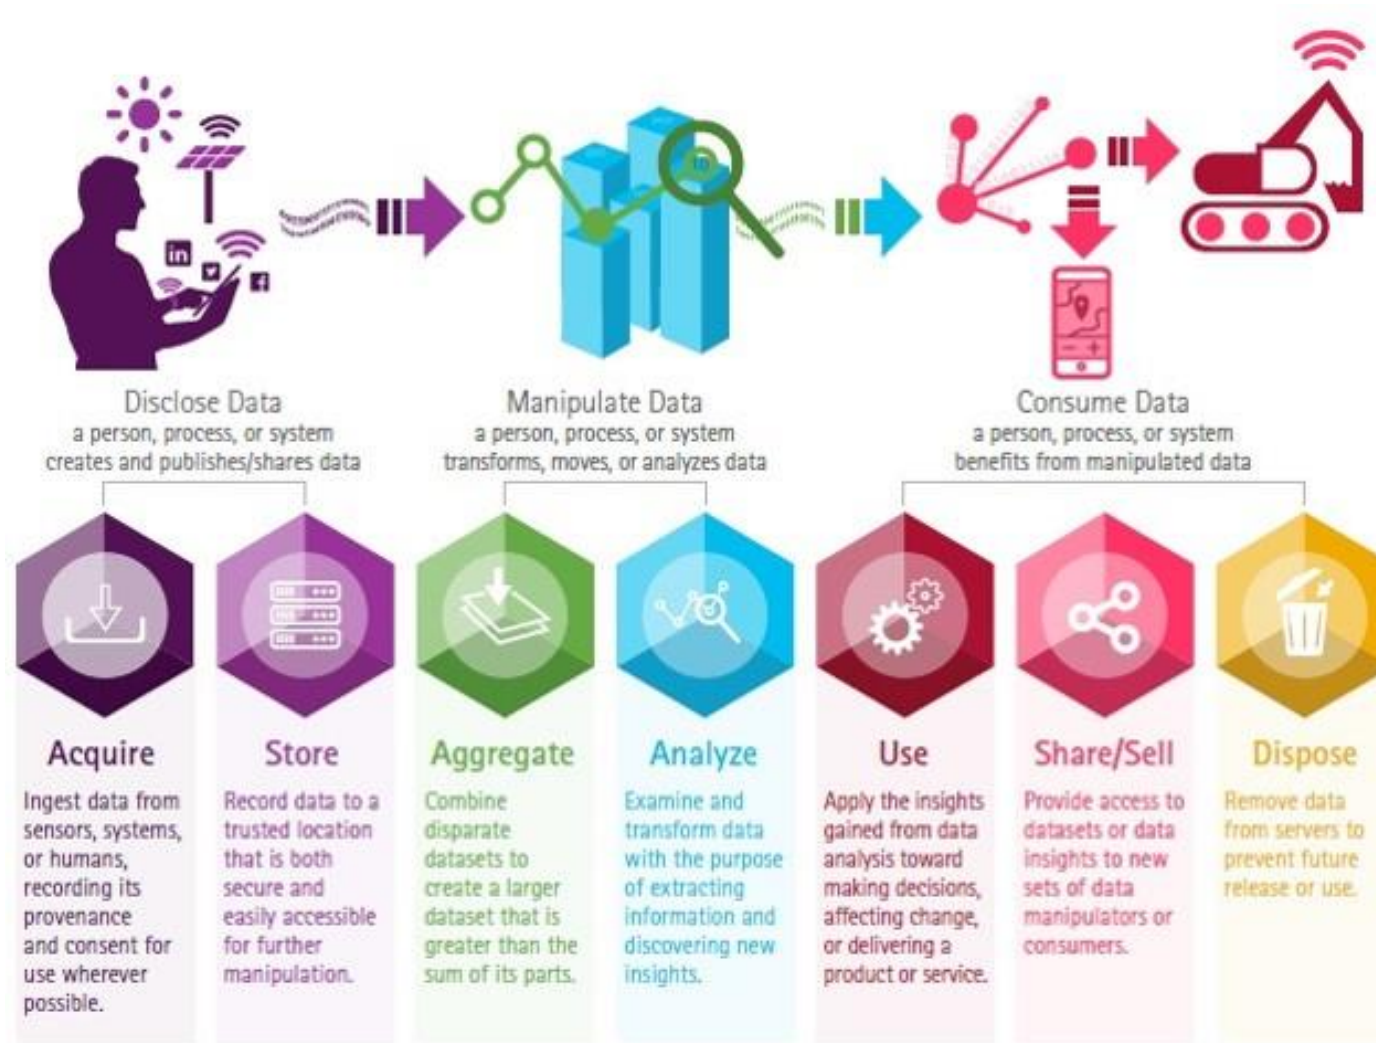 in
Disclose Data
a person, process, or system
creates and publishes/shares data
Manipulate Data
a person, process, or system
transforms, moves, or analyzes data
Consume Data
a person, process, or system
benefits from manipulated data
Acquire
Ingest data from
sensors, systems,
or humans,
recording its
provenance
and consent for
use wherever
possible.
Store
Record data to a
trusted location
that is both
secure and
easily accessible
for further
manipulation.
Aggregate
Combine
disparate
datasets to
create a larger
dataset that is
greater than the
sum of its parts.
Analyze
Examine and
transform data
with the purpose
of extracting
information and
discovering new
insights.
Use
Apply the insights
gained from data
analysis toward
making decisions,
affecting change,
or delivering a
product or service.
Share/Sell
Provide access to
datasets or data
insights to new
sets of data
manipulators or
consumers.
Dispose
Remove data
from servers to
prevent future
release or use.